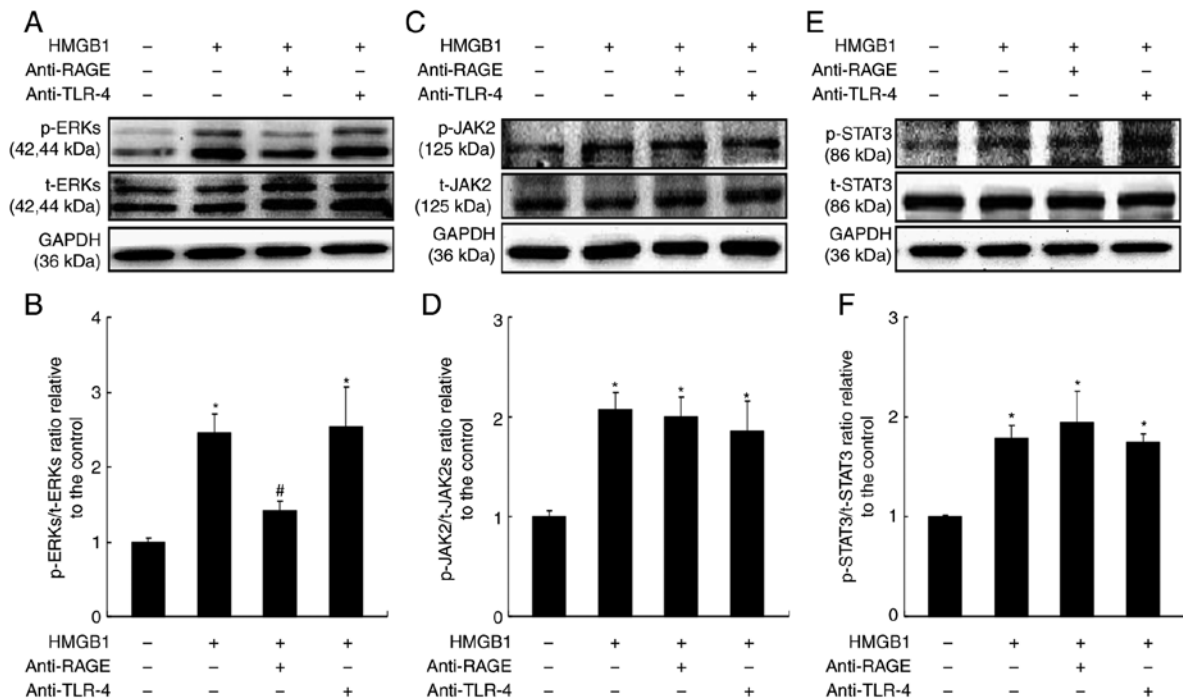 A
HMGB1 – + + +
Anti-RAGE – – + –
Anti-TLR-4 – – – +
p-ERKs
(42,44 kDa)
t-ERKs
(42,44 kDa)
GAPDH
(36 kDa)
C
HMGB1 – + + +
Anti-RAGE – – + –
Anti-TLR-4 – – – +
p-JAK2
(125 kDa)
t-JAK2
(125 kDa)
GAPDH
(36 kDa)
E
HMGB1 – + + +
Anti-RAGE – – + –
Anti-TLR-4 – – – +
p-STAT3
(86 kDa)
t-STAT3
(86 kDa)
GAPDH
(36 kDa)
B
p-ERKs/t-ERKs ratio relative
to the control
4
3
2
1
0
*
#
*
HMGB1 – + + +
Anti-RAGE – – + –
Anti-TLR-4 – – – +
D
p-JAK2/t-JAK2s ratio relative
to the control
3
2
1
0
*
*
*
HMGB1 – + + +
Anti-RAGE – – + –
Anti-TLR-4 – – – +
F
p-STAT3/t-STAT3 ratio relative
to the control
3
2
1
0
*
*
*
HMGB1 – + + +
Anti-RAGE – – + –
Anti-TLR-4 – – – +